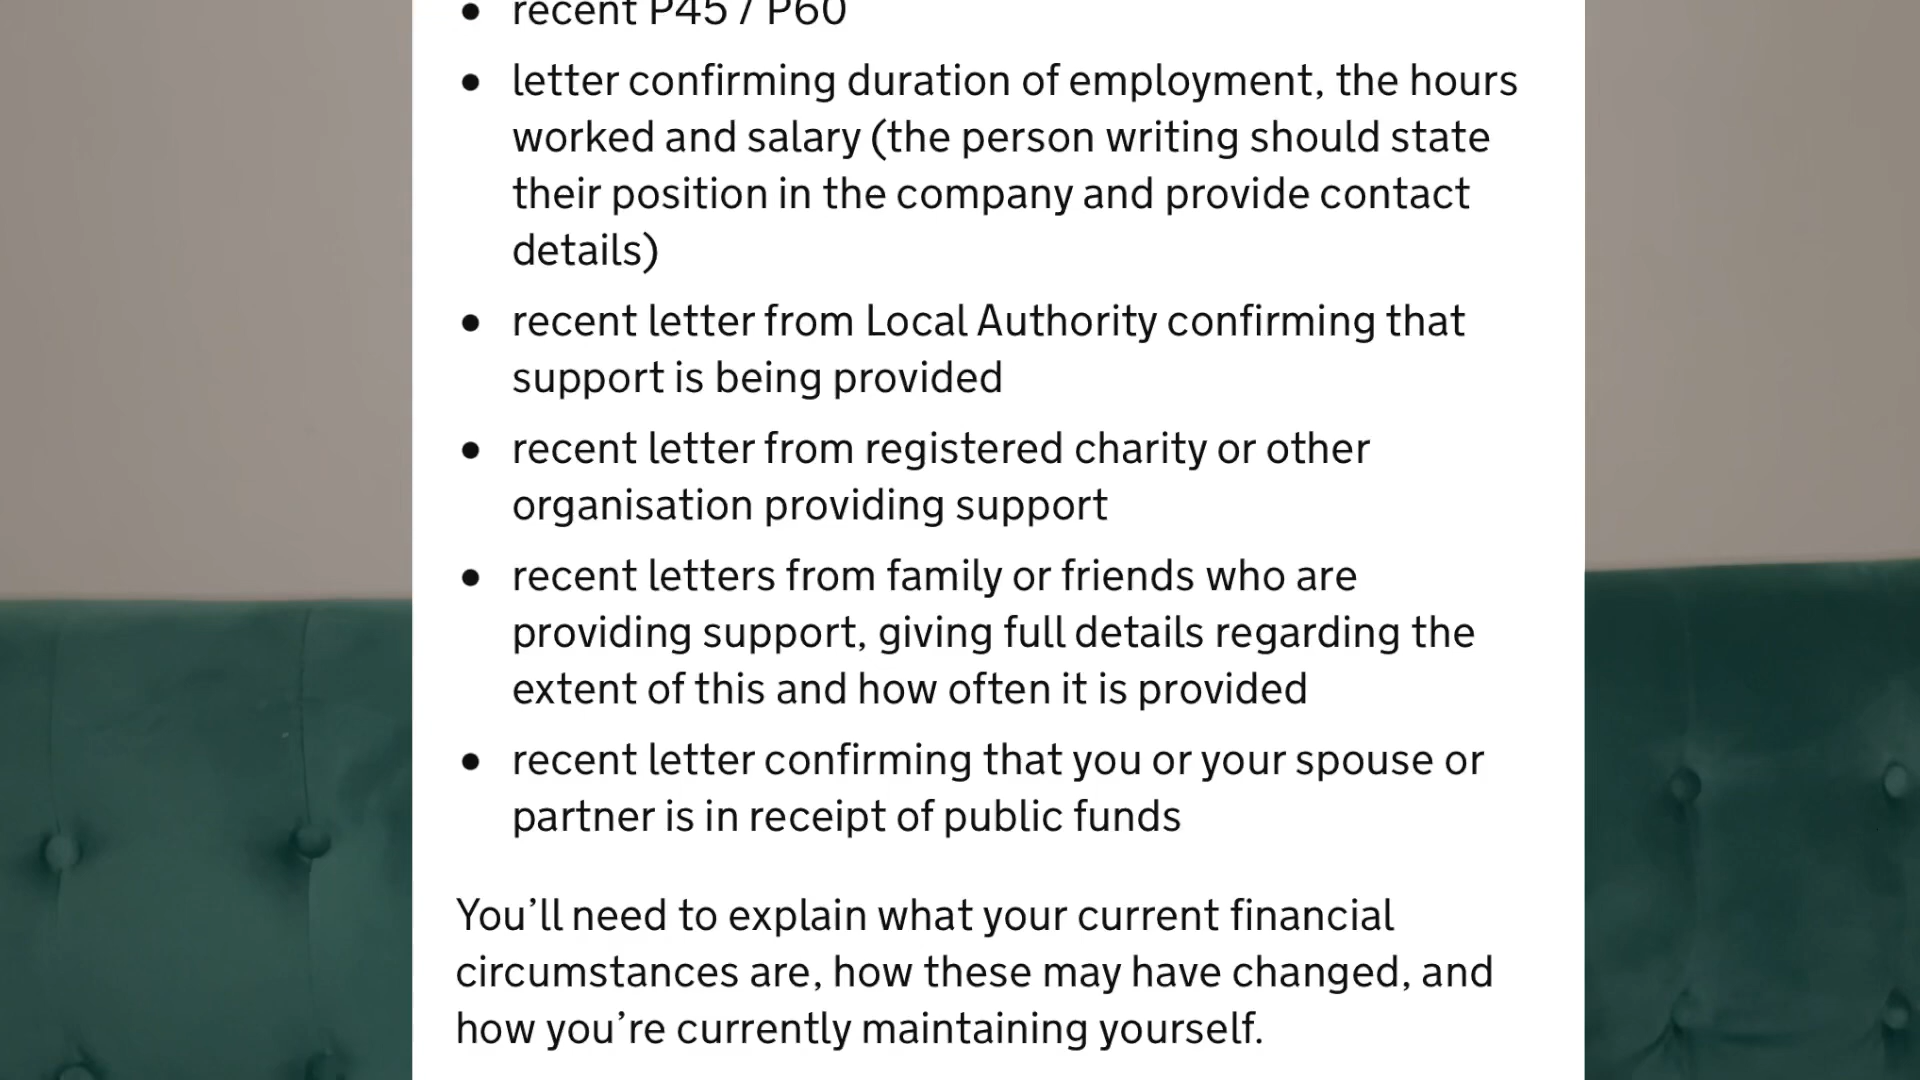 recent P45 / P60
letter confirming duration of employment, the hours
worked and salary (the person writing should state
their position in the company and provide contact
details)
recent letter from Local Authority confirming that
support is being provided
recent letter from registered charity or other
organisation providing support
recent letters from family or friends who are
providing support, giving full details regarding the
extent of this and how often it is provided
recent letter confirming that you or your spouse or
partner is in receipt of public funds
You’ll need to explain what your current financial
circumstances are, how these may have changed, and
how you’re currently maintaining yourself.